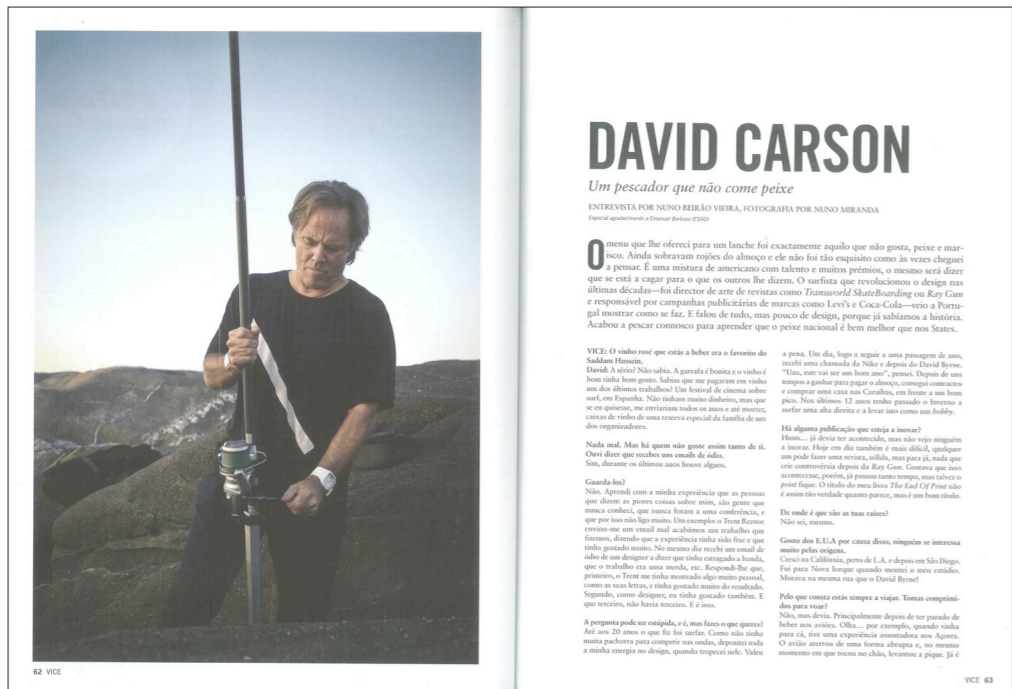 62 VICE
DAVID CARSON
Um pescador que não come peixe
ENTREVISTA POR NUNO BEIRÃO VIEIRA, FOTOGRAFIA POR NUNO MIRANDA
Especial agradecimento a Emanuel Barbosa (ESAD)
O menu que lhe ofereci para um lanche foi exactamente aquilo que não gosta, peixe e mar-
isco. Ainda sobravam rojões do almoço e ele não foi tão esquisito como às vezes cheguei
a pensar. É uma mistura de americano com talento e muitos prémios, o mesmo será dizer
que se está a cagar para o que os outros lhe dizem. O surfista que revolucionou o design nas
últimas décadas—foi director de arte de revistas como Transworld SkateBoarding ou Ray Gun
e responsável por campanhas publicitárias de marcas como Levi's e Coca-Cola—veio a Portu-
gal mostrar como se faz. E falou de tudo, mas pouco de design, porque já sabíamos a história.
Acabou a pescar connosco para aprender que o peixe nacional é bem melhor que nos States.
VICE: O vinho rosé que estás a beber era o favorito do
Saddam Hussein.
David: A sério? Não sabia. A garrafa é bonita e o vinho é
bom tinha bom gosto. Sabias que me pagaram em vinho
um dos últimos trabalhos? Um festival de cinema sobre
surf, em Espanha. Não tinham muito dinheiro, mas que
se eu quisesse, me enviariam todos os anos e até morrer,
caixas de vinho de uma reserva especial da família de um
dos organizadores.
Nada mal. Mas há quem não goste assim tanto de ti.
Ouvi dizer que recebes uns emails de ódio.
Sim, durante os últimos anos houve alguns.
Guarda-los?
Não. Aprendi com a minha experiência que as pessoas
que dizem as piores coisas sobre mim, são gente que
nunca conheci, que nunca foram a uma conferência, e
que por isso não ligo muito. Um exemplo: o Trent Reznor
enviou-me um email mal acabámos um trabalho que
fizemos, dizendo que a experiência tinha sido fixe e que
tinha gostado muito. No mesmo dia recebi um email de
ódio de um designer a dizer que tinha estragado a banda,
que o trabalho era uma merda, etc. Respondi-lhe que,
primeiro, o Trent me tinha mostrado algo muito pessoal,
como as suas letras, e tinha gostado muito do resultado.
Segundo, como designer, eu tinha gostado também. E
que terceiro, não havia terceiro. E é isso.
A pergunta pode ser estúpida, e é, mas fazes o que queres?
Até aos 20 anos o que fiz foi surfar. Como não tinha
muita pachorra para competir nas ondas, depositei toda
a minha energia no design, quando tropecei nele. Valeu
a pena. Um dia, logo a seguir a uma passagem de ano,
recebi uma chamada da Nike e depois do David Byrne.
"Uau, este vai ser um bom ano", pensei. Depois de uns
tempos a ganhar para pagar o almoço, consegui contractos
e comprar uma casa nas Caraíbas, em frente a um bom
pico. Nos últimos 12 anos tenho passado o Inverno a
surfar uma alta direita e a levar isto como um hobby.
Há alguma publicação que esteja a inovar?
Hmm... já devia ter acontecido, mas não vejo ninguém
a inovar. Hoje em dia também é mais difícil, qualquer
um pode fazer uma revista, sólida, mas para já, nada que
crie controvérsia depois da Ray Gun. Gostava que isso
acontecesse, porém, já passou tanto tempo, mas talvez o
print fique. O título do meu livro The End Of Print não
é assim tão verdade quanto parece, mas é um bom título.
De onde é que são as tuas raízes?
Não sei, mesmo.
Gosto dos E.U.A por causa disso, ninguém se interessa
muito pelas origens.
Cresci na Califórnia, perto de L.A. e depois em São Diego.
Fui para Nova Iorque quando montei o meu estúdio.
Morava na mesma rua que o David Byrne!
Pelo que consta estás sempre a viajar. Tomas comprimi-
dos para voar?
Não, mas devia. Principalmente depois de ter parado de
beber nos aviões. Olha... por exemplo, quando vinha
para cá, tive uma experiência assustadora nos Açores.
O avião aterrou de uma forma abrupta e, no mesmo
momento em que tocou no chão, levantou a pique. Já é
VICE 63